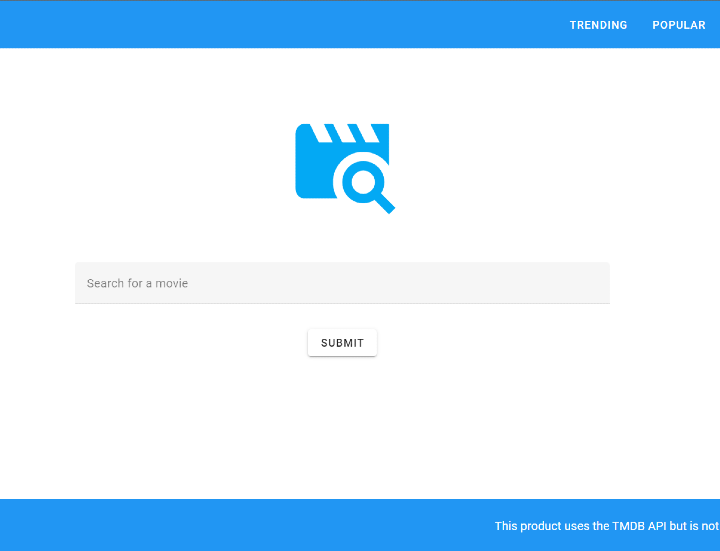 TRENDING POPULAR
Search for a movie
SUBMIT
This product uses the TMDB API but is not